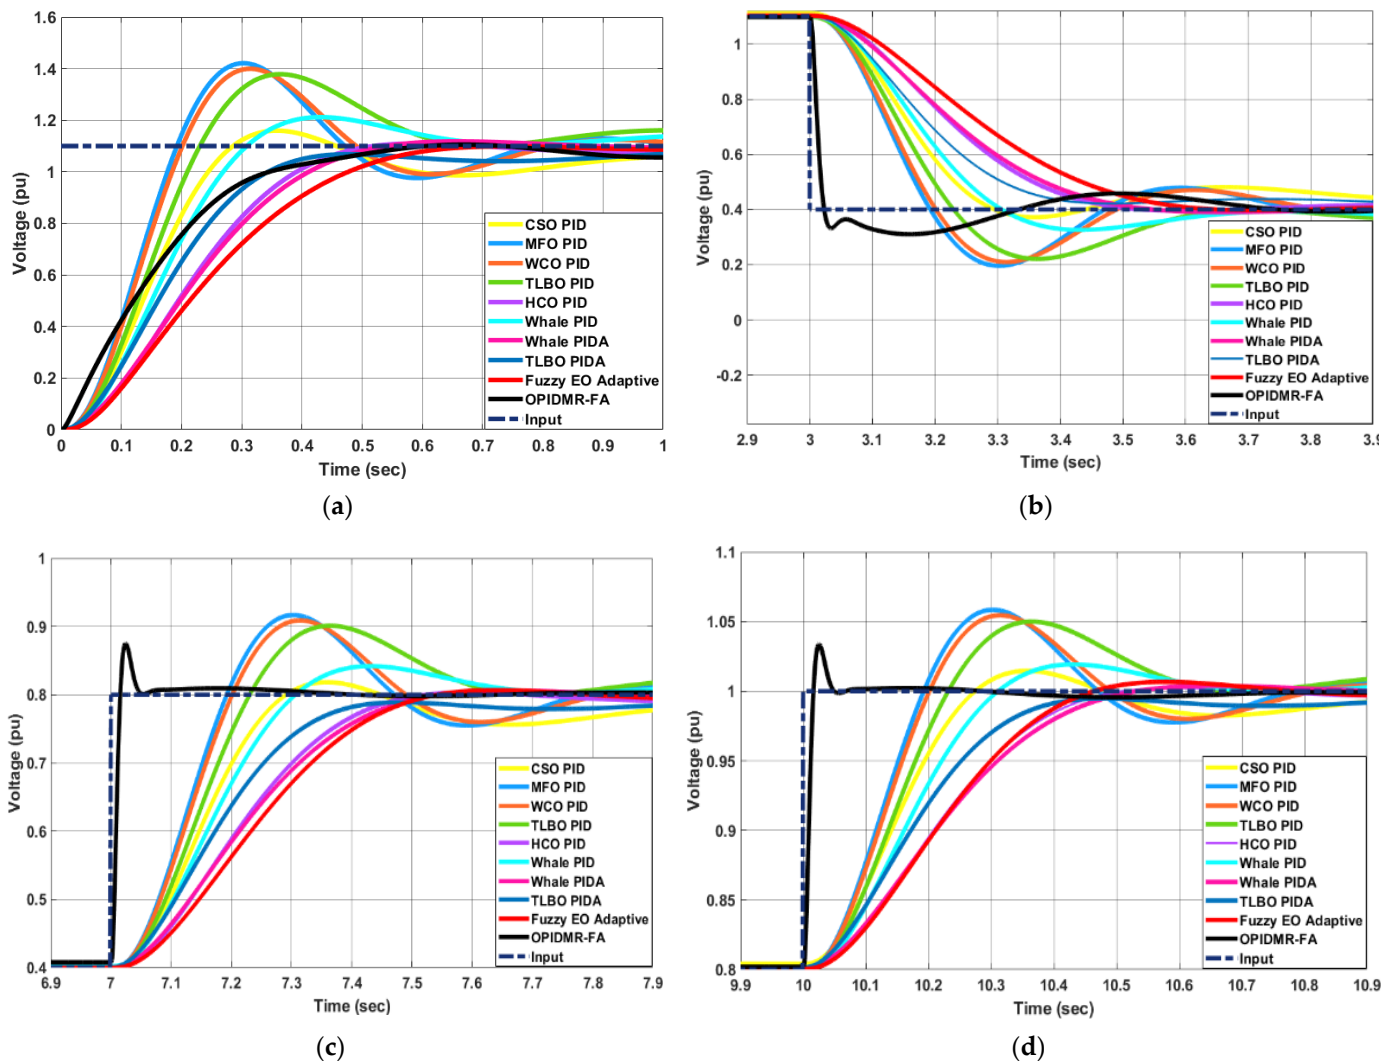 1.6
1.4
1.2
1.1
1
0.8
0.6
0.4
0.2
0
Voltage (pu)
CSO PID
MFO PID
WCO PID
TLBO PID
HCO PID
Whale PID
Whale PIDA
TLBO PIDA
Fuzzy EO Adaptive
OPIDMR-FA
Input
0 0.1 0.2 0.3 0.4 0.5 0.6 0.7 0.8 0.9 1
Time (sec)
(a)
1
0.8
0.6
0.4
0.2
0
-0.2
Voltage (pu)
CSO PID
MFO PID
WCO PID
TLBO PID
HCO PID
Whale PID
Whale PIDA
TLBO PIDA
Fuzzy EO Adaptive
OPIDMR-FA
Input
2.9 3 3.1 3.2 3.3 3.4 3.5 3.6 3.7 3.8 3.9
Time (sec)
(b)
1
0.9
0.8
0.7
0.6
0.5
0.4
Voltage (pu)
CSO PID
MFO PID
WCO PID
TLBO PID
HCO PID
Whale PID
Whale PIDA
TLBO PIDA
Fuzzy EO Adaptive
OPIDMR-FA
Input
6.9 7 7.1 7.2 7.3 7.4 7.5 7.6 7.7 7.8 7.9
Time (sec)
(c)
1.1
1.05
1
0.95
0.9
0.85
0.8
Voltage (pu)
CSO PID
MFO PID
WCO PID
TLBO PID
HCO PID
Whale PID
Whale PIDA
TLBO PIDA
Fuzzy EO Adaptive
OPIDMR-FA
Input
9.9 10 10.1 10.2 10.3 10.4 10.5 10.6 10.7 10.8 10.9
Time (sec)
(d)